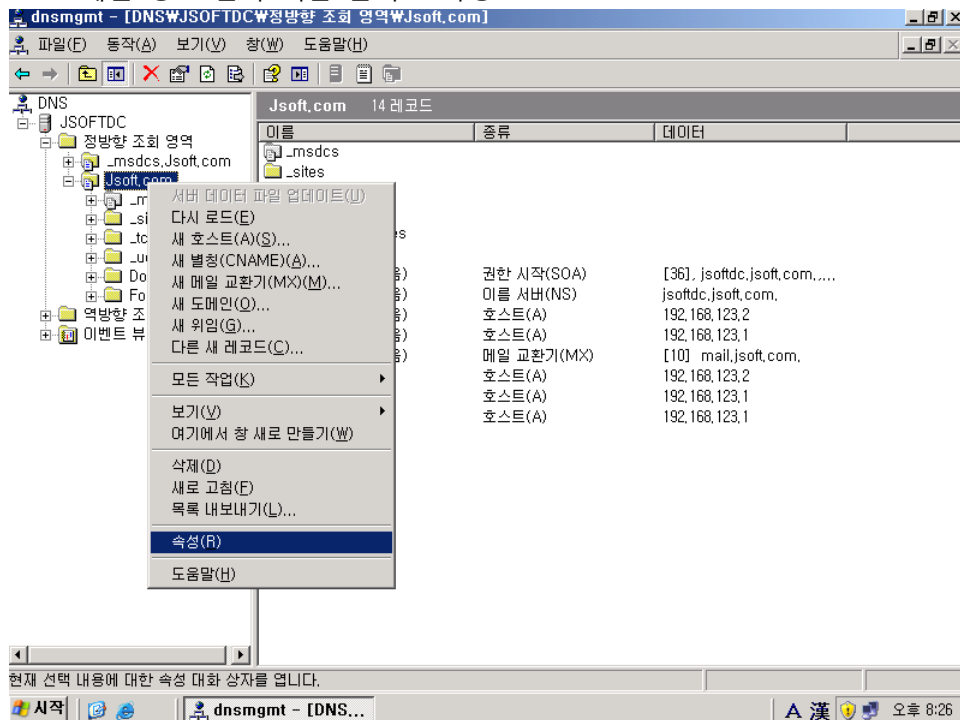 dnsmgmt - [DNS₩JSOFTDC₩정방향 조회 영역₩Jsoft.com]
파일(F) 동작(A) 보기(V) 창(W) 도움말(H)
DNS
JSOFTDC
정방향 조회 영역
_msdcs.Jsoft.com
Jsoft.com
_si
_tc
Do
Fo
역방향 조
이벤트 뷰
Jsoft.com 14 레코드
이름 종류 데이터
_msdcs
_sites
권한 시작(SOA) [36], jsoftdc.jsoft.com.,...
이름 서버(NS) jsoftdc.jsoft.com.
호스트(A) 192.168.123.2
호스트(A) 192.168.123.1
메일 교환기(MX) [10] mail.jsoft.com.
호스트(A) 192.168.123.2
호스트(A) 192.168.123.1
호스트(A) 192.168.123.1
서버 데이터 파일 업데이트(U)
다시 로드(E)
새 호스트(A)(S)...
새 별칭(CNAME)(A)...
새 메일 교환기(MX)(M)...
새 도메인(O)...
새 위임(G)...
다른 새 레코드(C)...
모든 작업(K)
보기(V)
여기에서 창 새로 만들기(W)
삭제(D)
새로 고침(F)
목록 내보내기(L)...
속성(R)
도움말(H)
현재 선택 내용에 대한 속성 대화 상자를 엽니다.
시작 dnsmgmt - [DNS... A 漢 오후 8:26